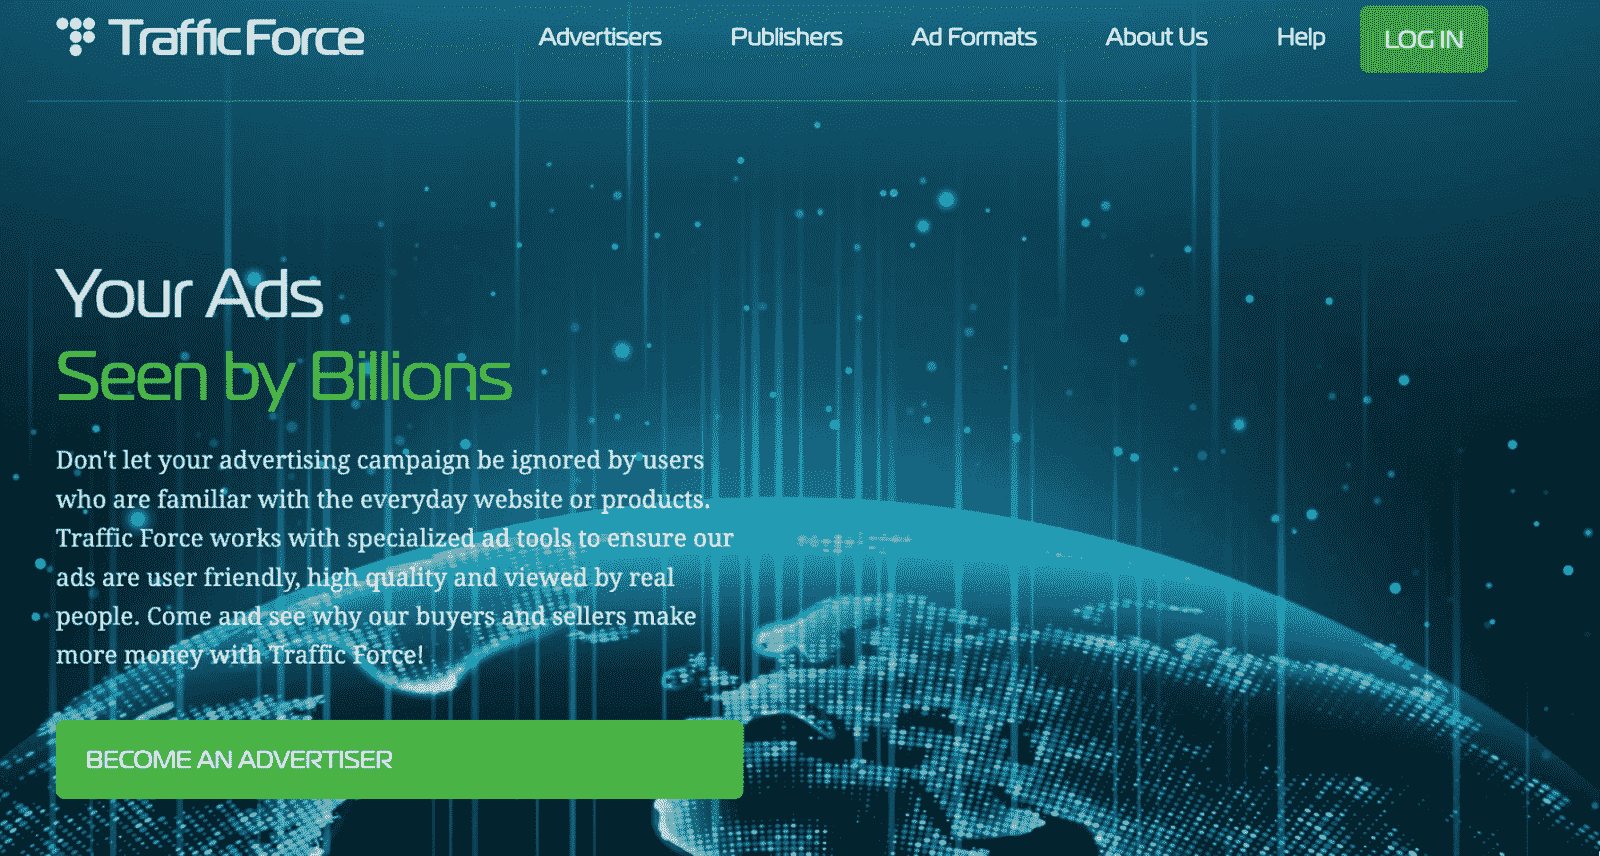 TrafficForce
Advertisers Publishers Ad Formats About Us Help LOG IN
Your Ads
Seen by Billions
Don't let your advertising campaign be ignored by users
who are familiar with the everyday website or products.
Traffic Force works with specialized ad tools to ensure our
ads are user friendly, high quality and viewed by real
people. Come and see why our buyers and sellers make
more money with Traffic Force!
BECOME AN ADVERTISER